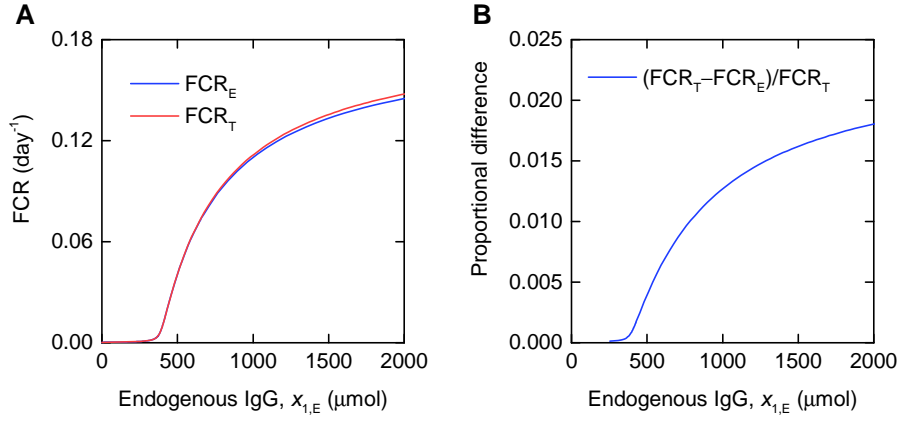 A
0.18
0.12
0.06
0.00
FCR (day⁻¹)
FCR_E
FCR_T
0 500 1000 1500 2000
Endogenous IgG, x₁,E (μmol)
B
0.025
0.020
0.015
0.010
0.005
0.000
Proportional difference
(FCR_T–FCR_E)/FCR_T
0 500 1000 1500 2000
Endogenous IgG, x₁,E (μmol)